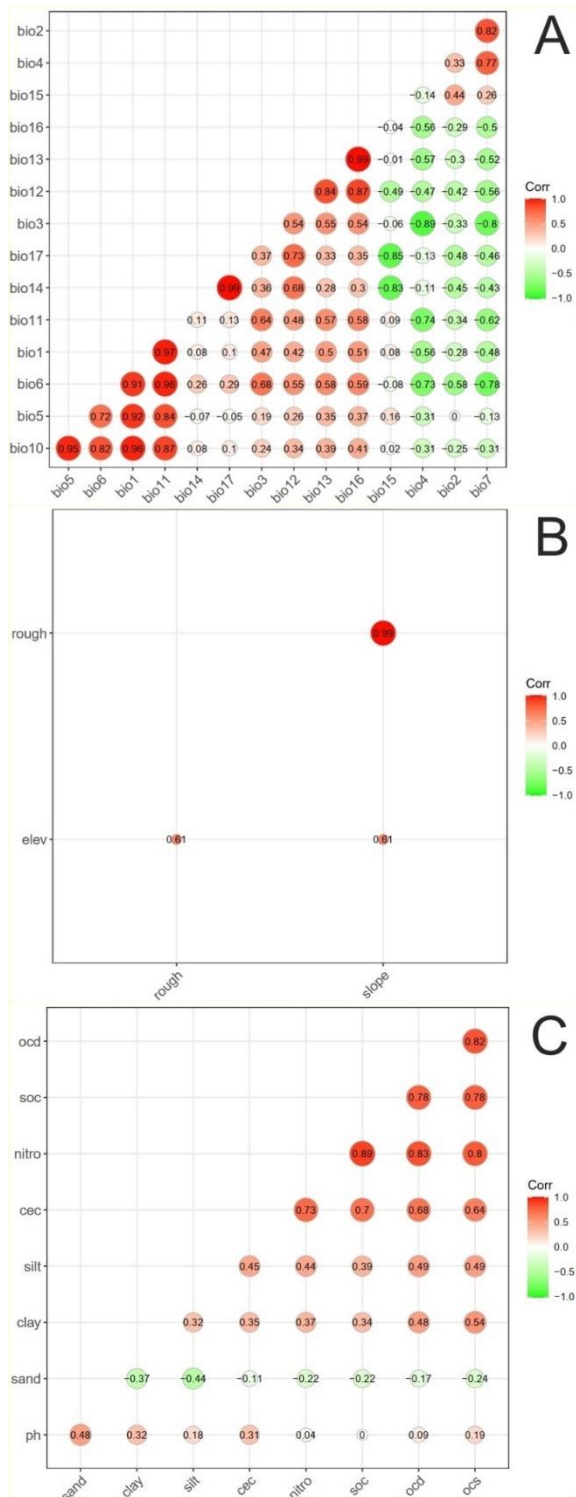 A
bio2 0.82
bio4 0.33 0.77
bio15 −0.14 0.44 0.26
bio16 −0.04 −0.56 −0.29 −0.5
bio13 0.99 −0.01 −0.57 −0.3 −0.52
bio12 0.84 0.87 −0.49 −0.47 −0.42 −0.56
bio3 0.54 0.55 0.54 −0.06 −0.89 −0.33 −0.8
bio17 0.37 0.73 0.33 0.35 −0.85 −0.13 −0.48 −0.46
bio14 0.99 0.36 0.68 0.28 0.3 −0.83 −0.11 −0.45 −0.43
bio11 0.11 0.13 0.64 0.48 0.57 0.58 0.09 −0.74 −0.34 −0.62
bio1 0.97 0.08 0.1 0.47 0.42 0.5 0.51 0.08 −0.56 −0.28 −0.48
bio6 0.91 0.96 0.26 0.29 0.68 0.55 0.58 0.59 −0.08 −0.73 −0.58 −0.78
bio5 0.72 0.92 0.84 −0.07 −0.05 0.19 0.26 0.35 0.37 0.16 −0.31 0 −0.13
bio10 0.95 0.82 0.96 0.87 0.08 0.1 0.24 0.34 0.39 0.41 0.02 −0.31 −0.25 −0.31
bio5 bio6 bio1 bio11 bio14 bio17 bio3 bio12 bio13 bio16 bio15 bio4 bio2 bio7
Corr
1.0
0.5
0.0
−0.5
−1.0
B
rough 0.99
elev 0.61 0.61
rough slope
Corr
1.0
0.5
0.0
−0.5
−1.0
C
ocd 0.82
soc 0.78 0.78
nitro 0.89 0.83 0.8
cec 0.73 0.7 0.68 0.64
silt 0.45 0.44 0.39 0.49 0.49
clay 0.32 0.35 0.37 0.34 0.48 0.54
sand −0.37 −0.44 −0.11 −0.22 −0.22 −0.17 −0.24
ph 0.48 0.32 0.18 0.31 0.04 0 0.09 0.19
sand clay silt cec nitro soc ocd ocs
Corr
1.0
0.5
0.0
−0.5
−1.0